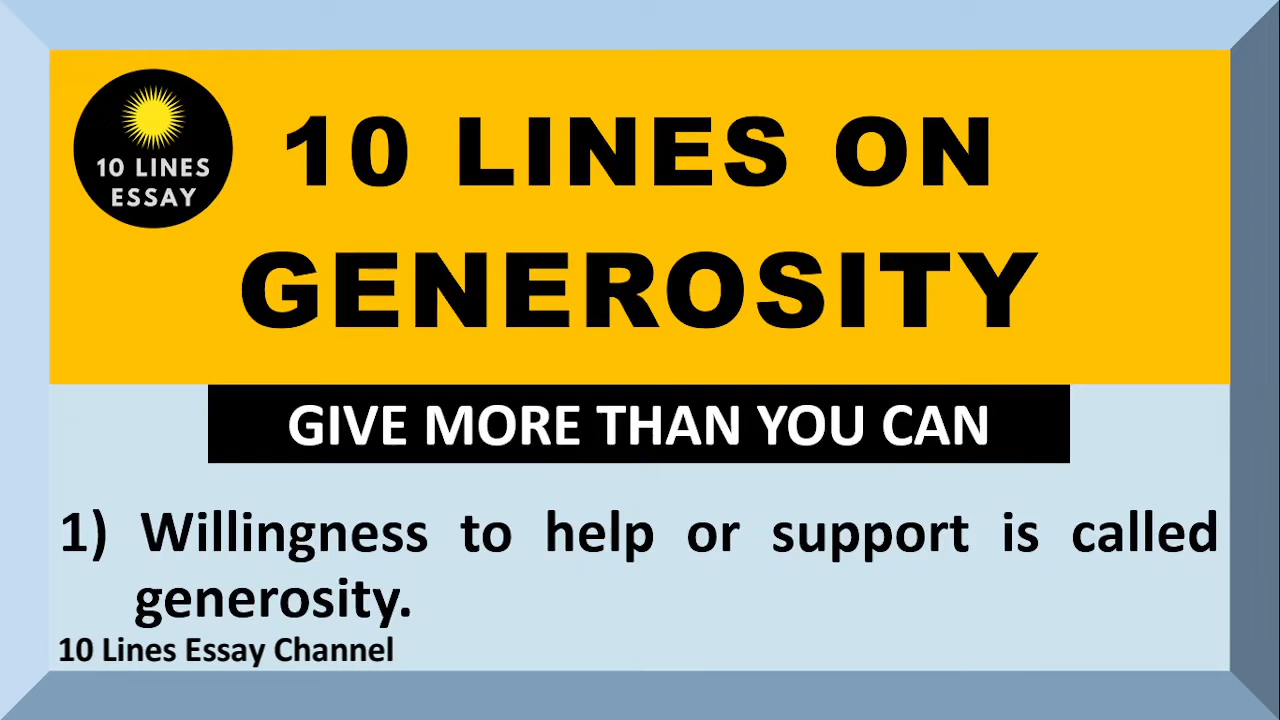 10 LINES
ESSAY
10 LINES ON
GENEROSITY
GIVE MORE THAN YOU CAN
1) Willingness to help or support is called
generosity.
10 Lines Essay Channel